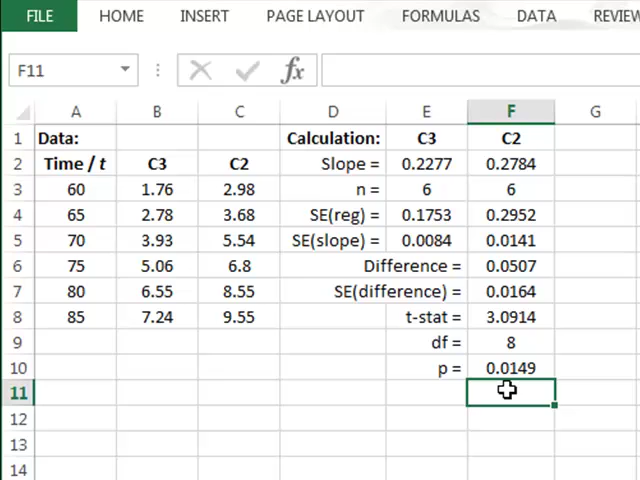 FILE HOME INSERT PAGE LAYOUT FORMULAS DATA REVIEW
F11 fx
A B C D E F G
1 Data: Calculation: C3 C2
2 Time / t C3 C2 Slope = 0.2277 0.2784
3 60 1.76 2.98 n = 6 6
4 65 2.78 3.68 SE(reg) = 0.1753 0.2952
5 70 3.93 5.54 SE(slope) = 0.0084 0.0141
6 75 5.06 6.8 Difference = 0.0507
7 80 6.55 8.55 SE(difference) = 0.0164
8 85 7.24 9.55 t-stat = 3.0914
9 df = 8
10 p = 0.0149
11
12
13
14